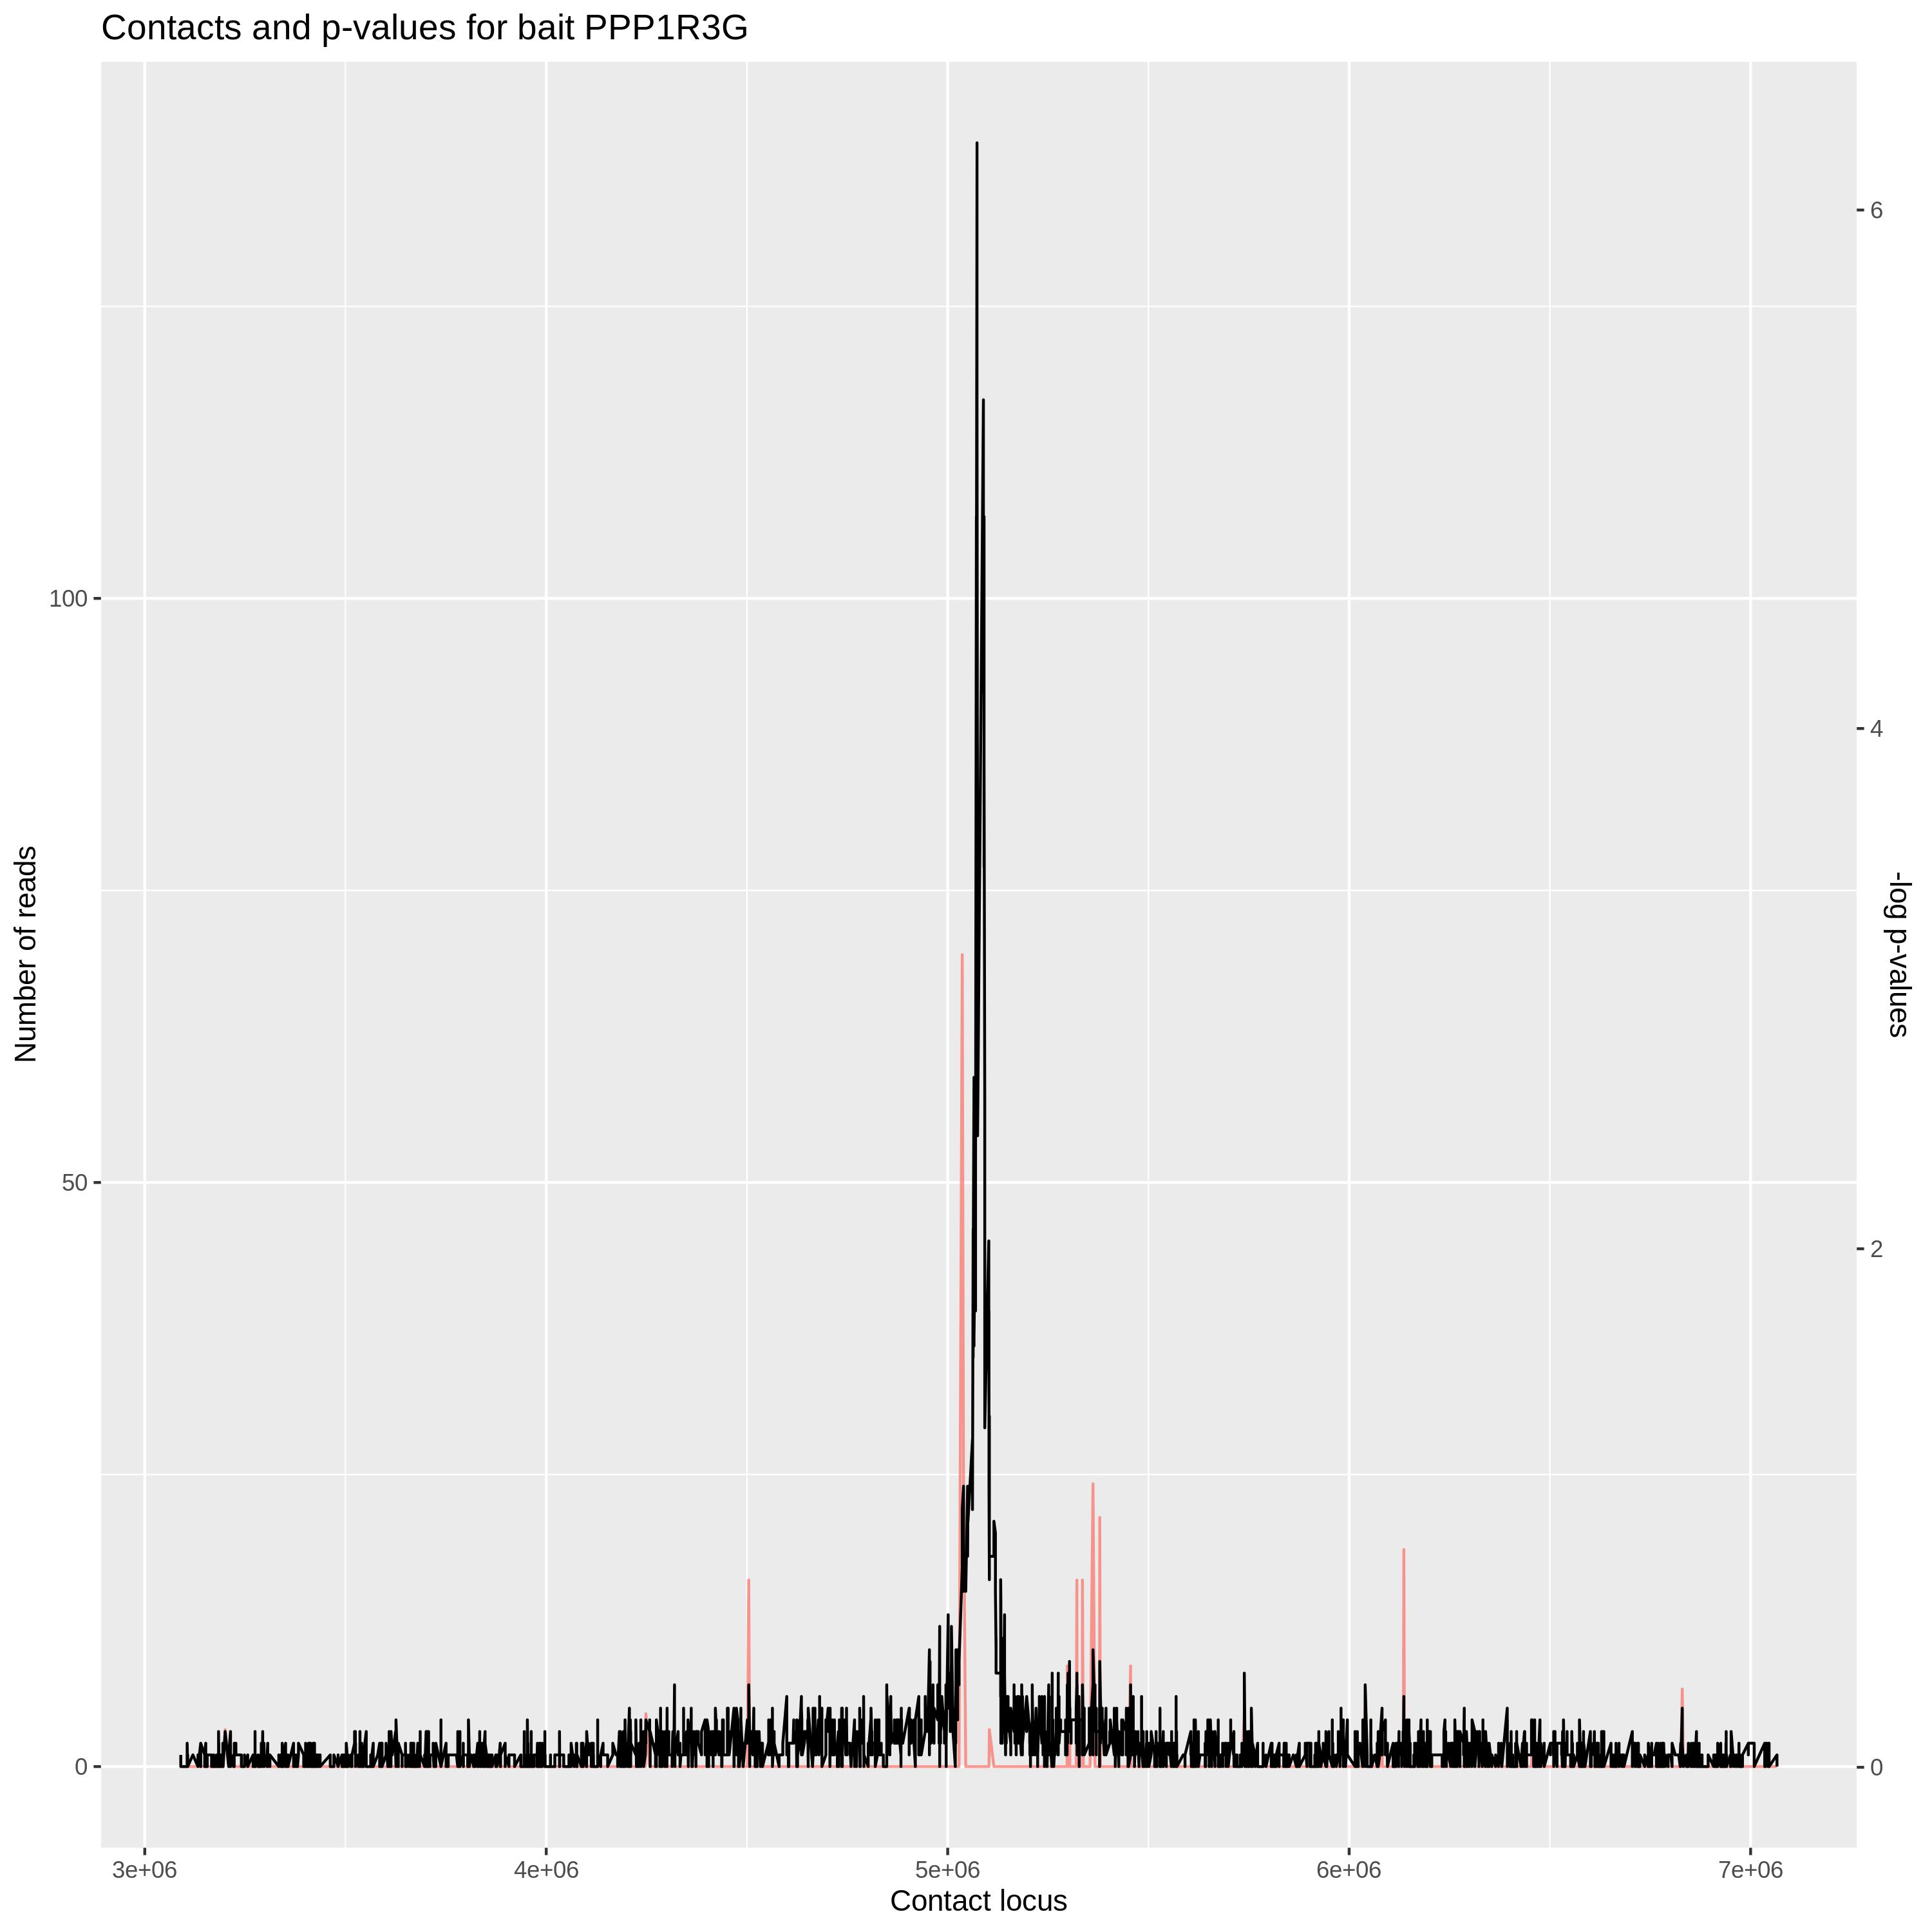 Contacts and p-values for bait PPP1R3G
Number of reads
100
50
0
6
4
2
0
-log p-values
3e+06 4e+06 5e+06 6e+06 7e+06
Contact locus